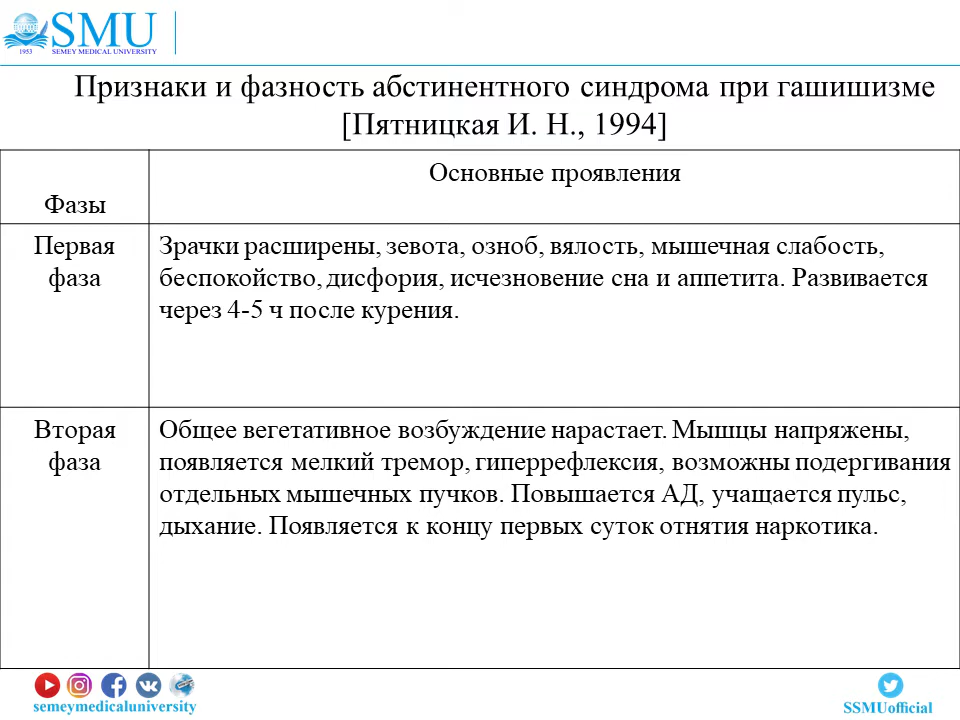 SMU
1953 SEMEY MEDICAL UNIVERSITY
Признаки и фазность абстинентного синдрома при гашишизме
[Пятницкая И. Н., 1994]
Фазы
Основные проявления
Первая
фаза
Зрачки расширены, зевота, озноб, вялость, мышечная слабость,
беспокойство, дисфория, исчезновение сна и аппетита. Развивается
через 4-5 ч после курения.
Вторая
фаза
Общее вегетативное возбуждение нарастает. Мышцы напряжены,
появляется мелкий тремор, гиперрефлексия, возможны подергивания
отдельных мышечных пучков. Повышается АД, учащается пульс,
дыхание. Появляется к концу первых суток отнятия наркотика.
semeymedicaluniversity
SSMUofficial